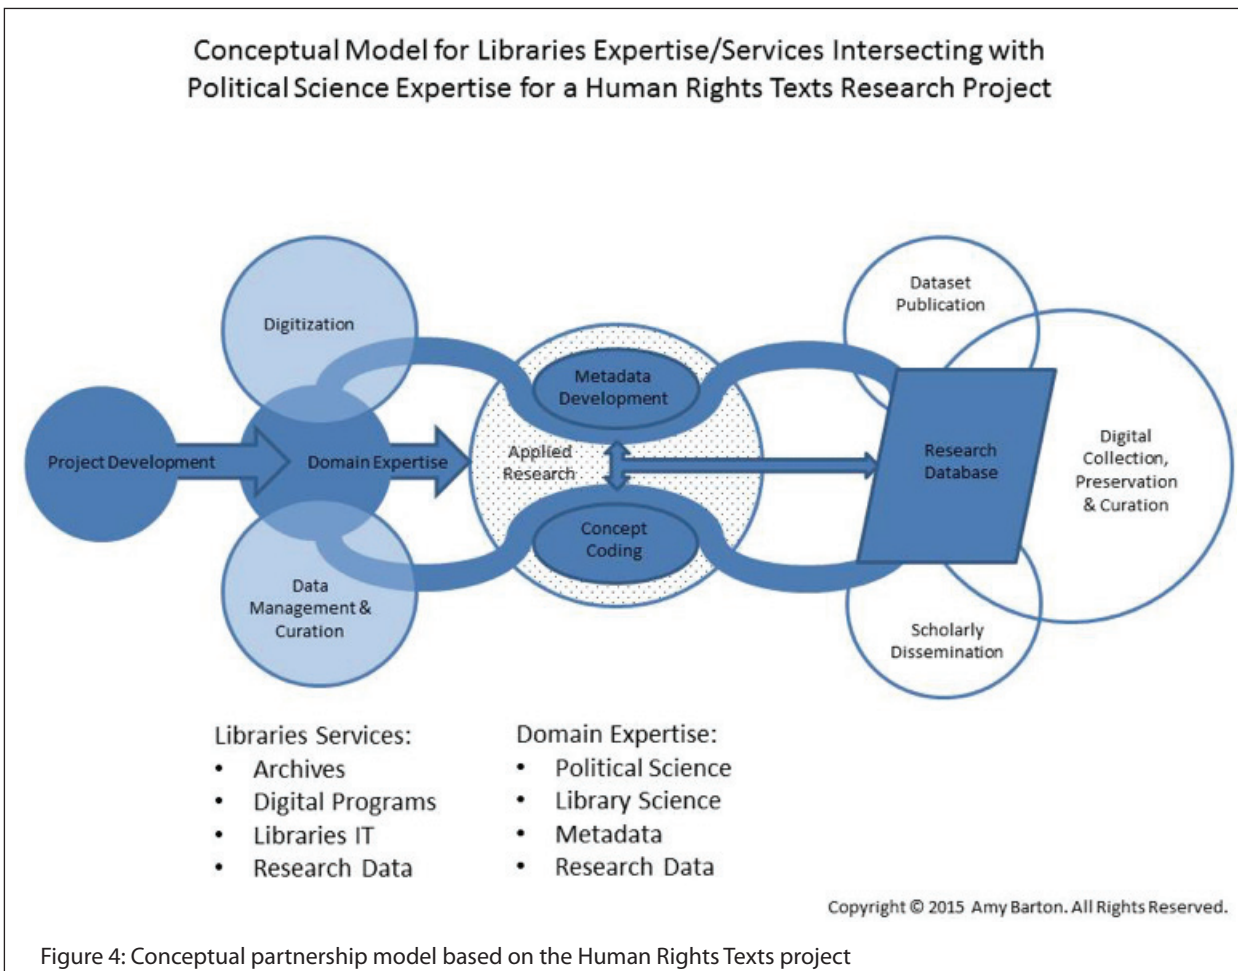 Conceptual Model for Libraries Expertise/Services Intersecting with
Political Science Expertise for a Human Rights Texts Research Project
Digitization
Project Development
Domain Expertise
Data
Management &
Curation
Metadata
Development
Applied
Research
Concept
Coding
Dataset
Publication
Research
Database
Digital
Collection,
Preservation
& Curation
Scholarly
Dissemination
Libraries Services:
• Archives
• Digital Programs
• Libraries IT
• Research Data
Domain Expertise:
• Political Science
• Library Science
• Metadata
• Research Data
Copyright © 2015 Amy Barton. All Rights Reserved.
Figure 4: Conceptual partnership model based on the Human Rights Texts project